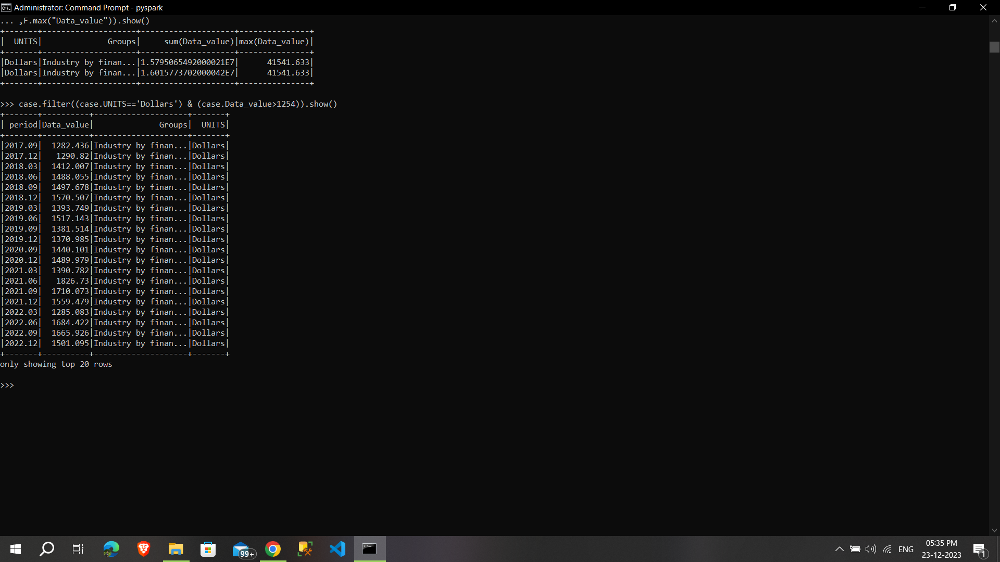 Administrator: Command Prompt - pyspark
... ,F.max("Data_value")).show()
+-------+--------------------+--------------------+---------------+
|  UNITS|              Groups|     sum(Data_value)|max(Data_value)|
+-------+--------------------+--------------------+---------------+
|Dollars|Industry by finan...|1.5795065492000021E7|      41541.633|
|Dollars|Industry by finan...|1.6015773702000042E7|      41541.633|
+-------+--------------------+--------------------+---------------+
>>> case.filter((case.UNITS=='Dollars') & (case.Data_value>1254)).show()
+-------+----------+--------------------+-------+
| period|Data_value|              Groups|  UNITS|
+-------+----------+--------------------+-------+
|2017.09|  1282.436|Industry by finan...|Dollars|
|2017.12|   1290.82|Industry by finan...|Dollars|
|2018.03|  1412.007|Industry by finan...|Dollars|
|2018.06|  1488.055|Industry by finan...|Dollars|
|2018.09|  1497.678|Industry by finan...|Dollars|
|2018.12|  1570.507|Industry by finan...|Dollars|
|2019.03|  1393.749|Industry by finan...|Dollars|
|2019.06|  1517.143|Industry by finan...|Dollars|
|2019.09|  1381.514|Industry by finan...|Dollars|
|2019.12|  1370.985|Industry by finan...|Dollars|
|2020.09|  1440.101|Industry by finan...|Dollars|
|2020.12|  1489.979|Industry by finan...|Dollars|
|2021.03|  1390.782|Industry by finan...|Dollars|
|2021.06|   1826.73|Industry by finan...|Dollars|
|2021.09|  1710.073|Industry by finan...|Dollars|
|2021.12|  1559.479|Industry by finan...|Dollars|
|2022.03|  1285.083|Industry by finan...|Dollars|
|2022.06|  1684.422|Industry by finan...|Dollars|
|2022.09|  1665.926|Industry by finan...|Dollars|
|2022.12|  1501.095|Industry by finan...|Dollars|
+-------+----------+--------------------+-------+
only showing top 20 rows
>>>
99+
ENG
05:35 PM
23-12-2023
1